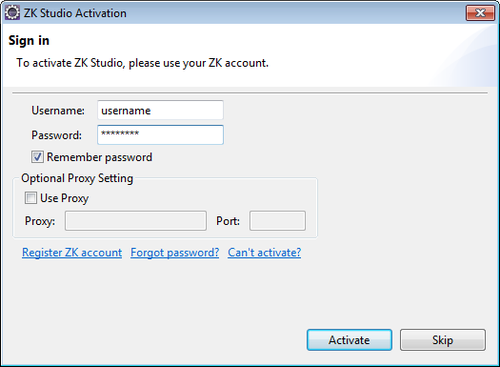 ZK Studio Activation
Sign in
To activate ZK Studio, please use your ZK account.
Username: username
Password: ********
Remember password
Optional Proxy Setting
Use Proxy
Proxy: Port:
Register ZK account Forgot password? Can't activate?
Activate Skip